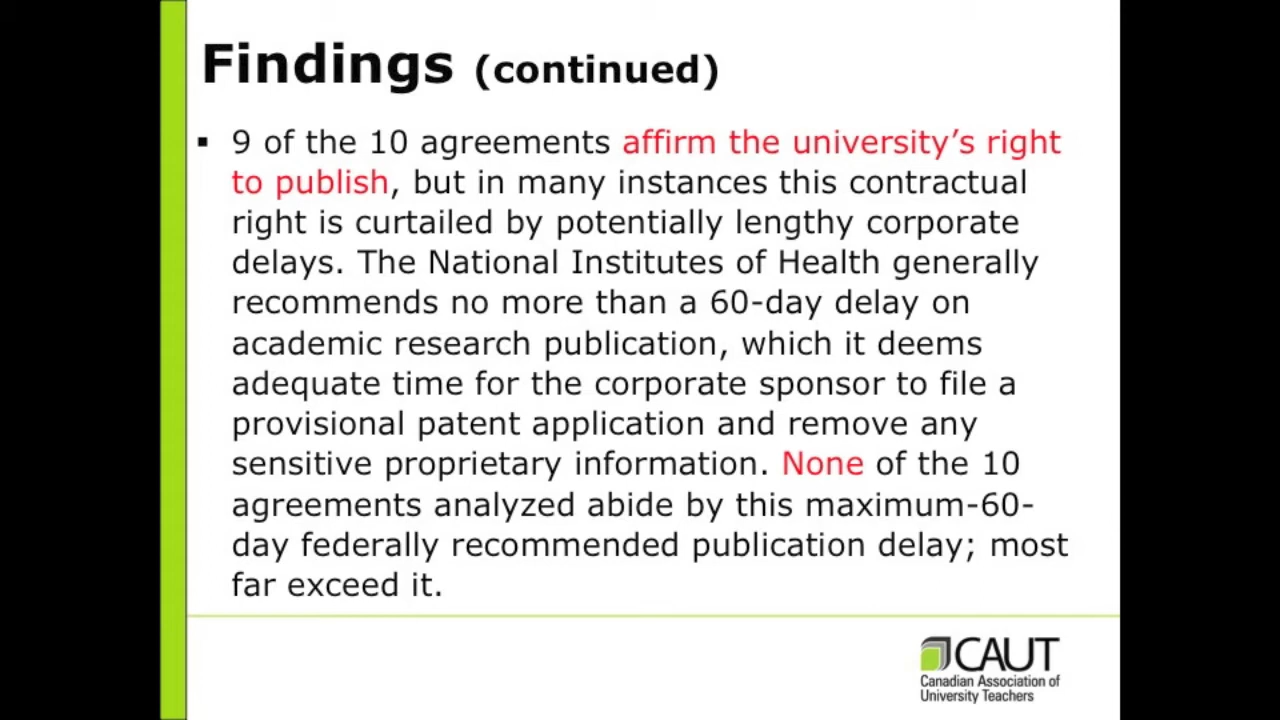 Findings (continued)
▪ 9 of the 10 agreements affirm the university’s right
to publish, but in many instances this contractual
right is curtailed by potentially lengthy corporate
delays. The National Institutes of Health generally
recommends no more than a 60-day delay on
academic research publication, which it deems
adequate time for the corporate sponsor to file a
provisional patent application and remove any
sensitive proprietary information. None of the 10
agreements analyzed abide by this maximum-60-
day federally recommended publication delay; most
far exceed it.
CAUT
Canadian Association of
University Teachers